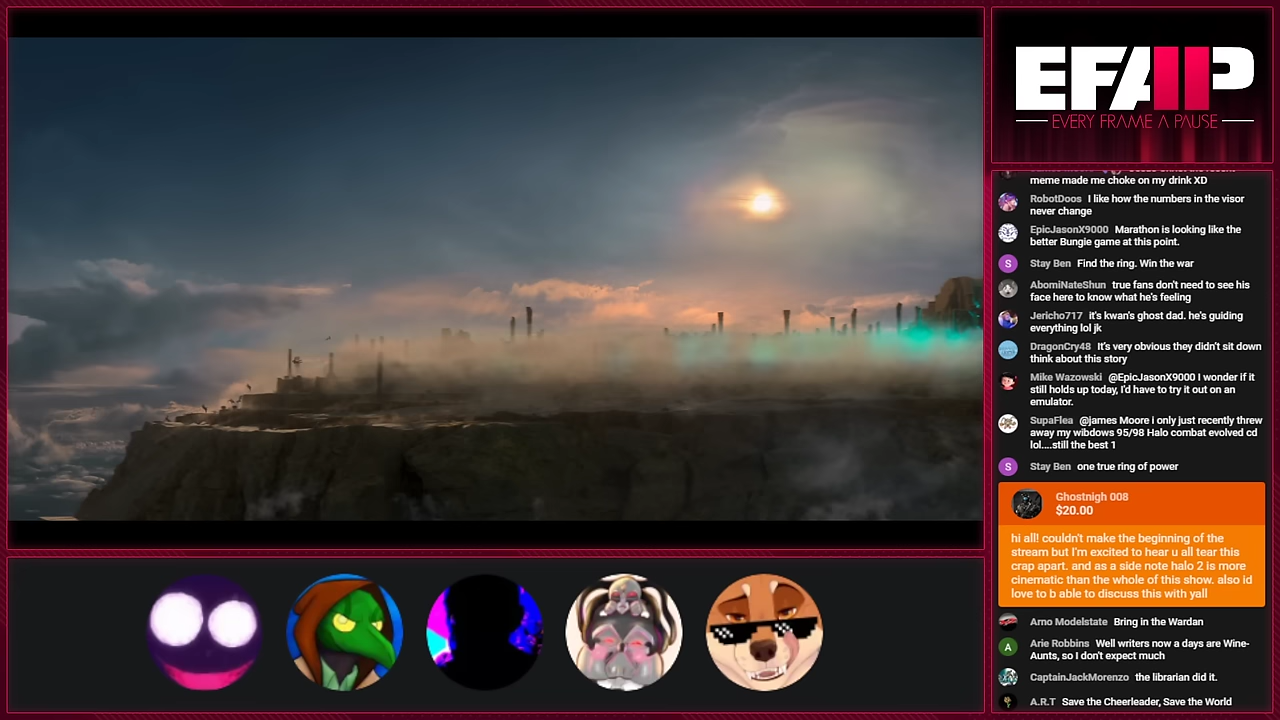 EFAP
EVERY FRAME A PAUSE
meme made me choke on my drink XD
RobotDoos I like how the numbers in the visor
never change
EpicJasonX9000 Marathon is looking like the
better Bungie game at this point.
S Stay Ben Find the ring. Win the war
AbomiNateShun true fans don't need to see his
face here to know what he's feeling
Jericho717 it's kwan's ghost dad. he's guiding
everything lol jk
DragonCry48 It's very obvious they didn't sit down
think about this story
Mike Wazowski @EpicJasonX9000 I wonder if it
still holds up today, I'd have to try it out on an
emulator.
SupaFlea @james Moore i only just recently threw
away my wibdows 95/98 Halo combat evolved cd
lol....still the best 1
S Stay Ben one true ring of power
Ghostnigh 008
$20.00
hi all! couldn't make the beginning of the
stream but I'm excited to hear u all tear this
crap apart. and as a side note halo 2 is more
cinematic than the whole of this show. also id
love to b able to discuss this with yall
Arno Modelstate Bring in the Wardan
A Arie Robbins Well writers now a days are Wine-
Aunts, so I don't expect much
CaptainJackMorenzo the librarian did it.
A.R.T Save the Cheerleader, Save the World